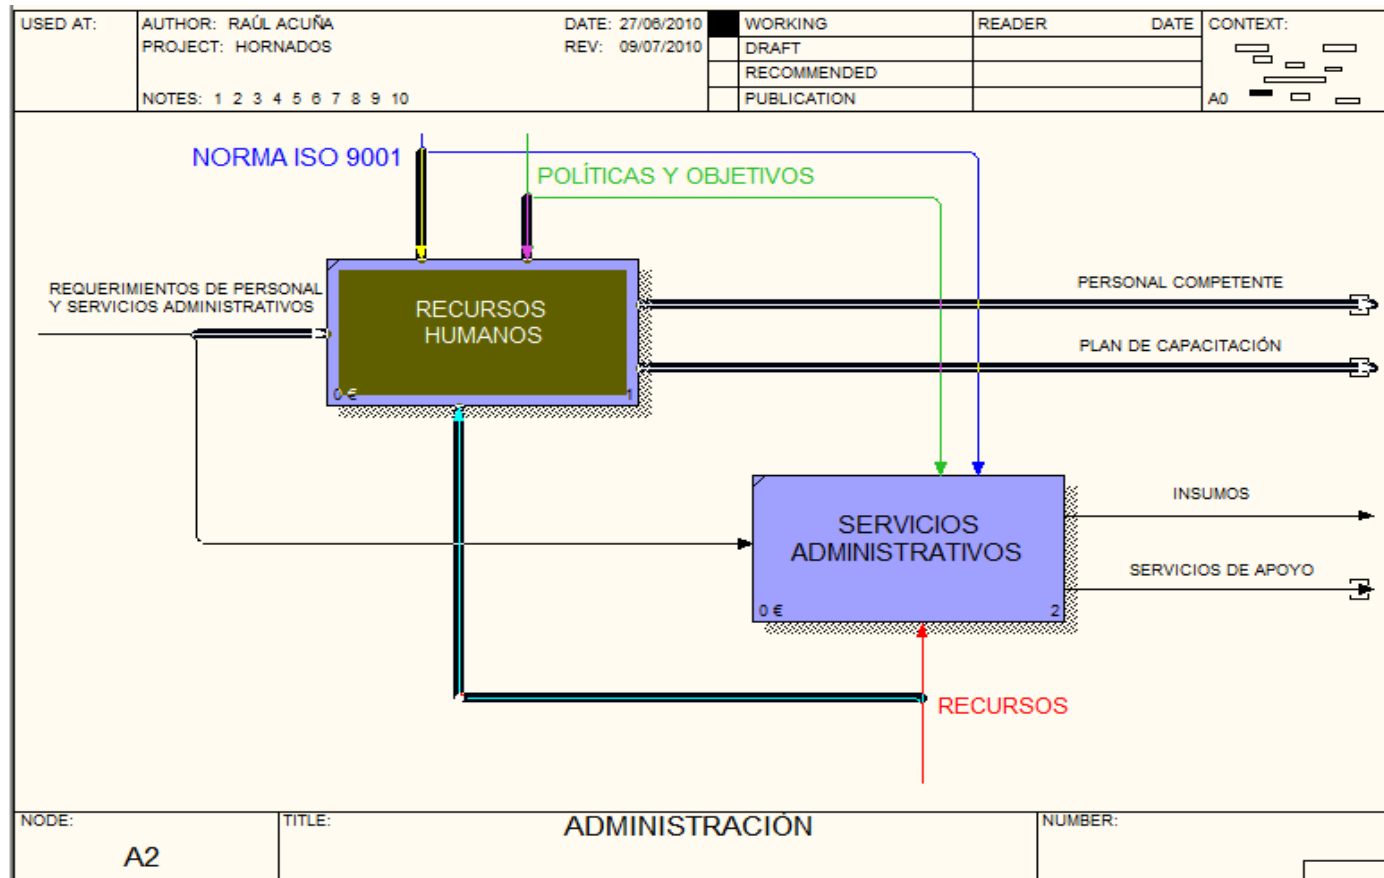 USED AT:
AUTHOR: RAÚL ACUÑA
DATE: 27/06/2010
WORKING
READER
DATE
CONTEXT:
PROJECT: HORNADOS
REV: 09/07/2010
DRAFT
RECOMMENDED
NOTES: 1 2 3 4 5 6 7 8 9 10
PUBLICATION
A0
NORMA ISO 9001
POLÍTICAS Y OBJETIVOS
REQUERIMIENTOS DE PERSONAL
Y SERVICIOS ADMINISTRATIVOS
RECURSOS
HUMANOS
0 €
1
PERSONAL COMPETENTE
PLAN DE CAPACITACIÓN
SERVICIOS
ADMINISTRATIVOS
0 €
2
INSUMOS
SERVICIOS DE APOYO
RECURSOS
NODE:
A2
TITLE:
ADMINISTRACIÓN
NUMBER: